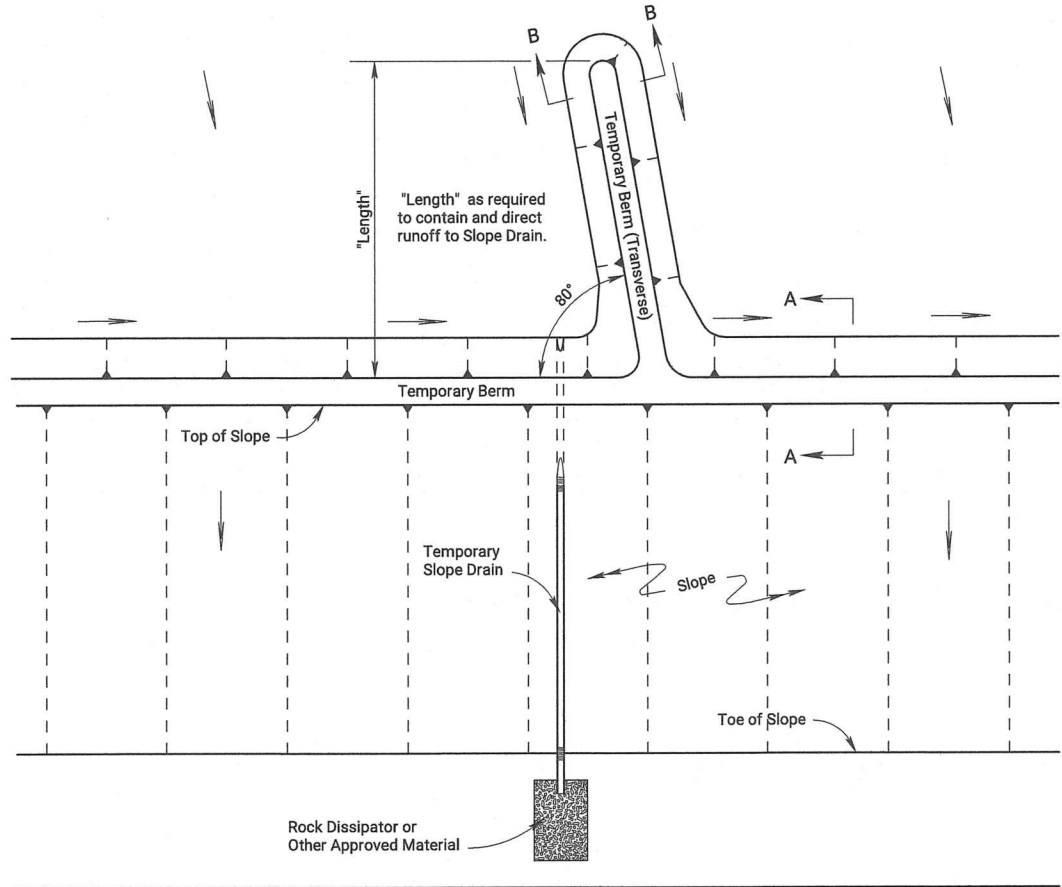 B
B
"Length"
"Length" as required
to contain and direct
runoff to Slope Drain.
Temporary Berm (Transverse)
80°
A
Temporary Berm
Top of Slope
A
Temporary
Slope Drain
Slope
Toe of Slope
Rock Dissipator or
Other Approved Material